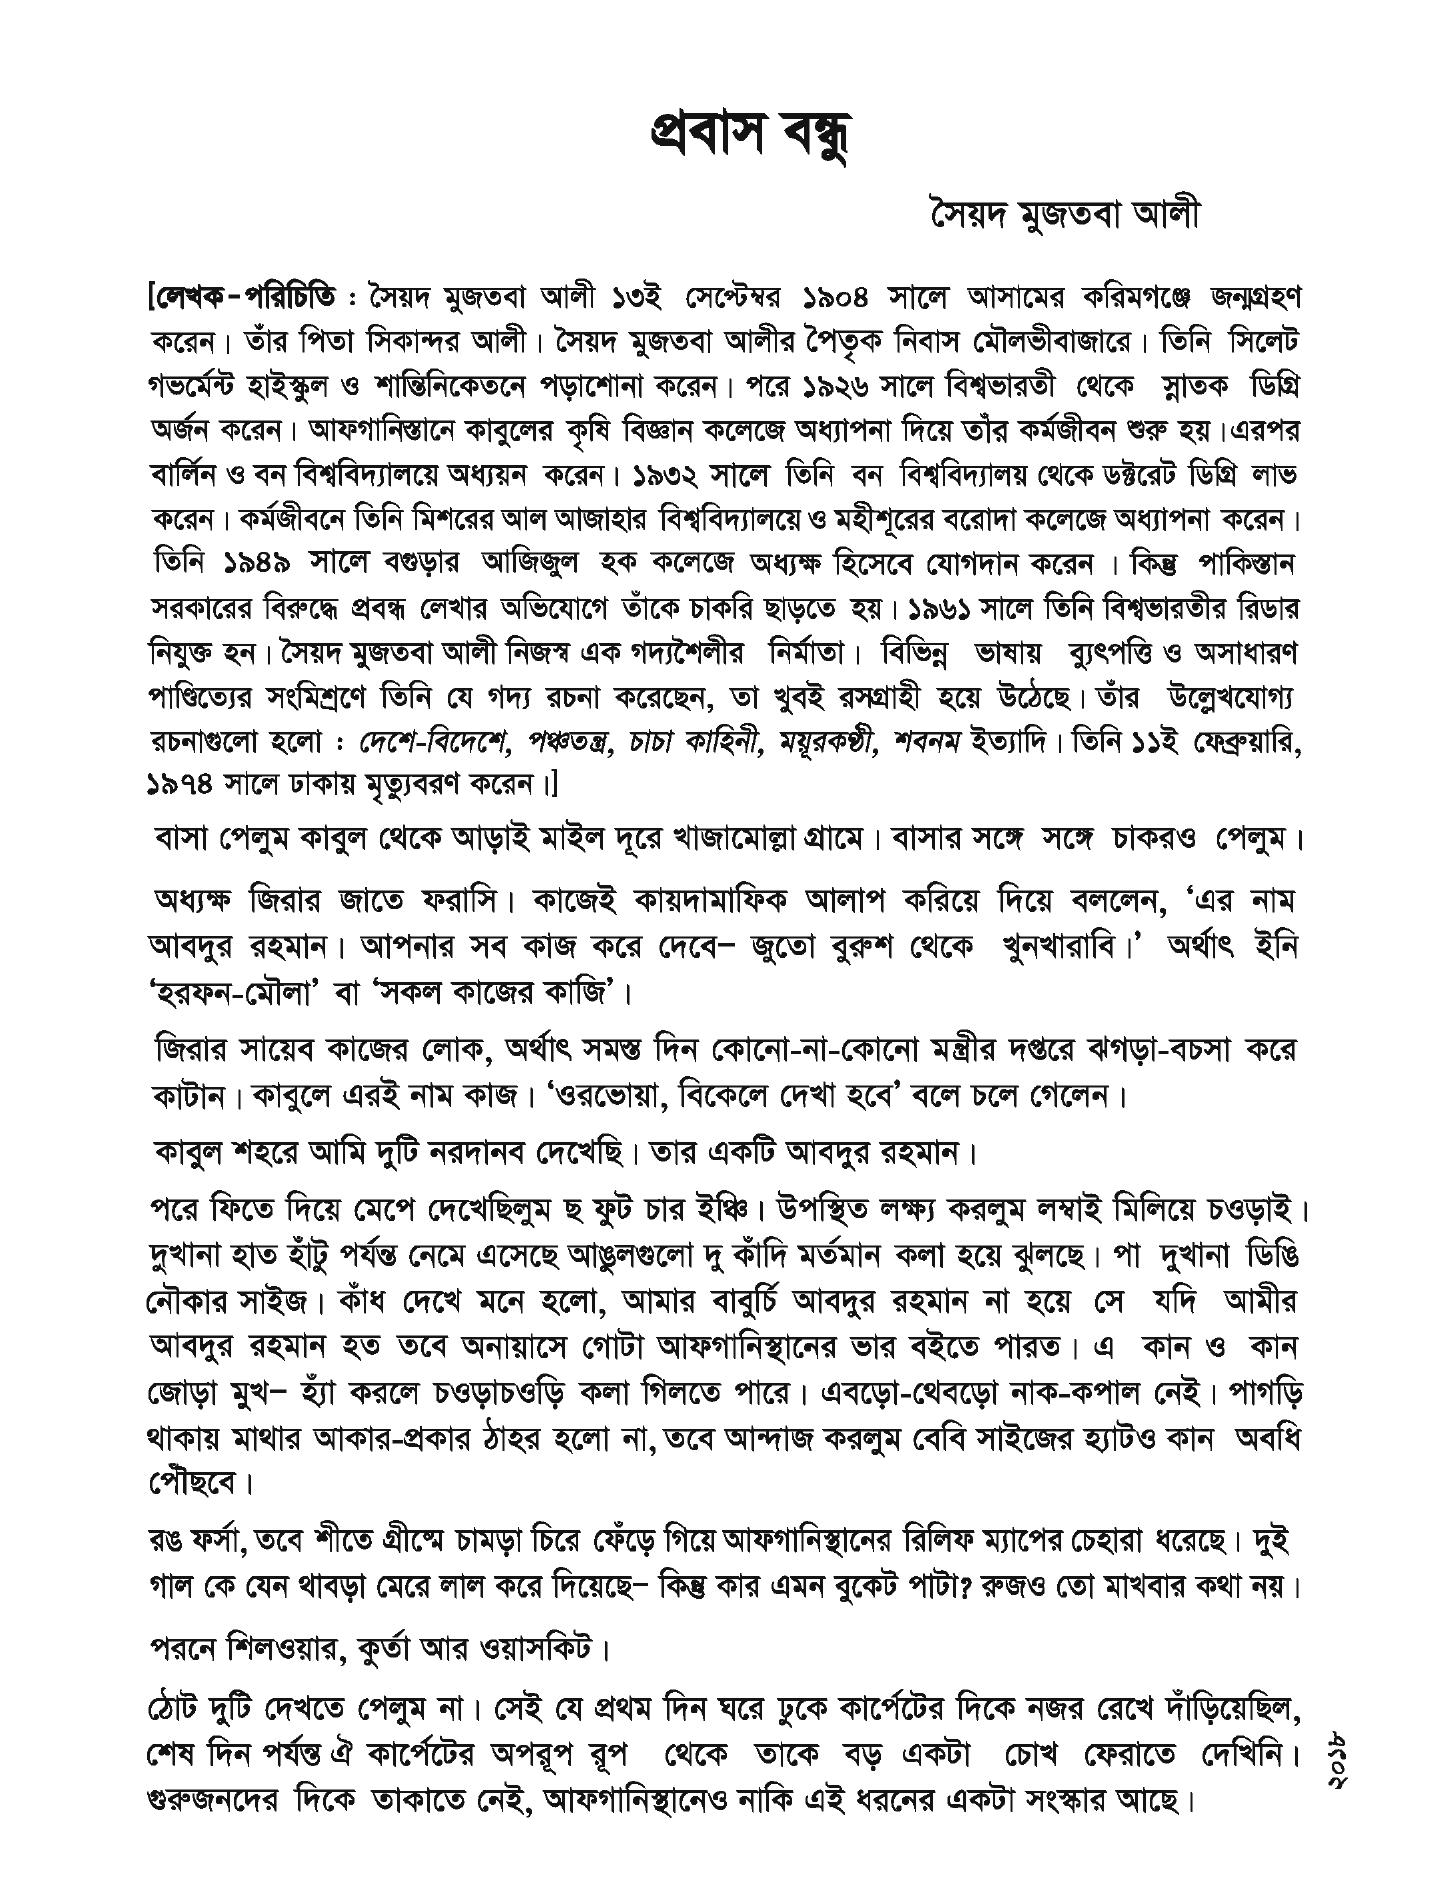 প্রবাস বন্ধু
সৈয়দ মুজতবা আলী
[লেখক-পরিচিতি : সৈয়দ মুজতবা আলী ১৩ই সেপ্টেম্বর ১৯০৪ সালে আসামের করিমগঞ্জে জন্মগ্রহণ
করেন। তাঁর পিতা সিকান্দর আলী। সৈয়দ মুজতবা আলীর পৈতৃক নিবাস মৌলভীবাজারে। তিনি সিলেট
গভর্মেন্ট হাইস্কুল ও শান্তিনিকেতনে পড়াশোনা করেন। পরে ১৯২৬ সালে বিশ্বভারতী থেকে স্নাতক ডিগ্রি
অর্জন করেন। আফগানিস্তানে কাবুলের কৃষি বিজ্ঞান কলেজে অধ্যাপনা দিয়ে তাঁর কর্মজীবন শুরু হয়।এরপর
বার্লিন ও বন বিশ্ববিদ্যালয়ে অধ্যয়ন করেন। ১৯৩২ সালে তিনি বন বিশ্ববিদ্যালয় থেকে ডক্টরেট ডিগ্রি লাভ
করেন। কর্মজীবনে তিনি মিশরের আল আজাহার বিশ্ববিদ্যালয়ে ও মহীশূরের বরোদা কলেজে অধ্যাপনা করেন।
তিনি ১৯৪৯ সালে বগুড়ার আজিজুল হক কলেজে অধ্যক্ষ হিসেবে যোগদান করেন । কিন্তু পাকিস্তান
সরকারের বিরুদ্ধে প্রবন্ধ লেখার অভিযোগে তাঁকে চাকরি ছাড়তে হয়। ১৯৬১ সালে তিনি বিশ্বভারতীর রিডার
নিযুক্ত হন। সৈয়দ মুজতবা আলী নিজস্ব এক গদ্যশৈলীর নির্মাতা। বিভিন্ন ভাষায় ব্যুৎপত্তি ও অসাধারণ
পাণ্ডিত্যের সংমিশ্রণে তিনি যে গদ্য রচনা করেছেন, তা খুবই রসগ্রাহী হয়ে উঠেছে। তাঁর উল্লেখযোগ্য
রচনাগুলো হলো : দেশে-বিদেশে, পঞ্চতন্ত্র, চাচা কাহিনী, ময়ূরকণ্ঠী, শবনম ইত্যাদি। তিনি ১১ই ফেব্রুয়ারি,
১৯৭৪ সালে ঢাকায় মৃত্যুবরণ করেন।]
বাসা পেলুম কাবুল থেকে আড়াই মাইল দূরে খাজামোল্লা গ্রামে। বাসার সঙ্গে সঙ্গে চাকরও পেলুম।
অধ্যক্ষ জিরার জাতে ফরাসি। কাজেই কায়দামাফিক আলাপ করিয়ে দিয়ে বললেন, ‘এর নাম
আবদুর রহমান। আপনার সব কাজ করে দেবে– জুতো বুরুশ থেকে খুনখারাবি।’ অর্থাৎ ইনি
‘হরফন-মৌলা’ বা ‘সকল কাজের কাজি’।
জিরার সায়েব কাজের লোক, অর্থাৎ সমস্ত দিন কোনো-না-কোনো মন্ত্রীর দপ্তরে ঝগড়া-বচসা করে
কাটান। কাবুলে এরই নাম কাজ। ‘ওরভোয়া, বিকেলে দেখা হবে’ বলে চলে গেলেন।
কাবুল শহরে আমি দুটি নরদানব দেখেছি। তার একটি আবদুর রহমান।
পরে ফিতে দিয়ে মেপে দেখেছিলুম ছ ফুট চার ইঞ্চি। উপস্থিত লক্ষ্য করলুম লম্বাই মিলিয়ে চওড়াই।
দুখানা হাত হাঁটু পর্যন্ত নেমে এসেছে আঙুলগুলো দু কাঁদি মর্তমান কলা হয়ে ঝুলছে। পা দুখানা ডিঙি
নৌকার সাইজ। কাঁধ দেখে মনে হলো, আমার বাবুর্চি আবদুর রহমান না হয়ে সে যদি আমীর
আবদুর রহমান হত তবে অনায়াসে গোটা আফগানিস্থানের ভার বইতে পারত। এ কান ও কান
জোড়া মুখ– হ্যাঁ করলে চওড়াচওড়ি কলা গিলতে পারে। এবড়ো-থেবড়ো নাক-কপাল নেই। পাগড়ি
থাকায় মাথার আকার-প্রকার ঠাহর হলো না, তবে আন্দাজ করলুম বেবি সাইজের হ্যাটও কান অবধি
পৌঁছবে।
রঙ ফর্সা, তবে শীতে গ্রীষ্মে চামড়া চিরে ফেঁড়ে গিয়ে আফগানিস্থানের রিলিফ ম্যাপের চেহারা ধরেছে। দুই
গাল কে যেন থাবড়া মেরে লাল করে দিয়েছে– কিন্তু কার এমন বুকেট পাটা? রুজও তো মাখবার কথা নয়।
পরনে শিলওয়ার, কুর্তা আর ওয়াসকিট।
ঠোট দুটি দেখতে পেলুম না। সেই যে প্রথম দিন ঘরে ঢুকে কার্পেটের দিকে নজর রেখে দাঁড়িয়েছিল,
শেষ দিন পর্যন্ত ঐ কার্পেটের অপরূপ রূপ থেকে তাকে বড় একটা চোখ ফেরাতে দেখিনি।
গুরুজনদের দিকে তাকাতে নেই, আফগানিস্থানেও নাকি এই ধরনের একটা সংস্কার আছে।
২০১৮